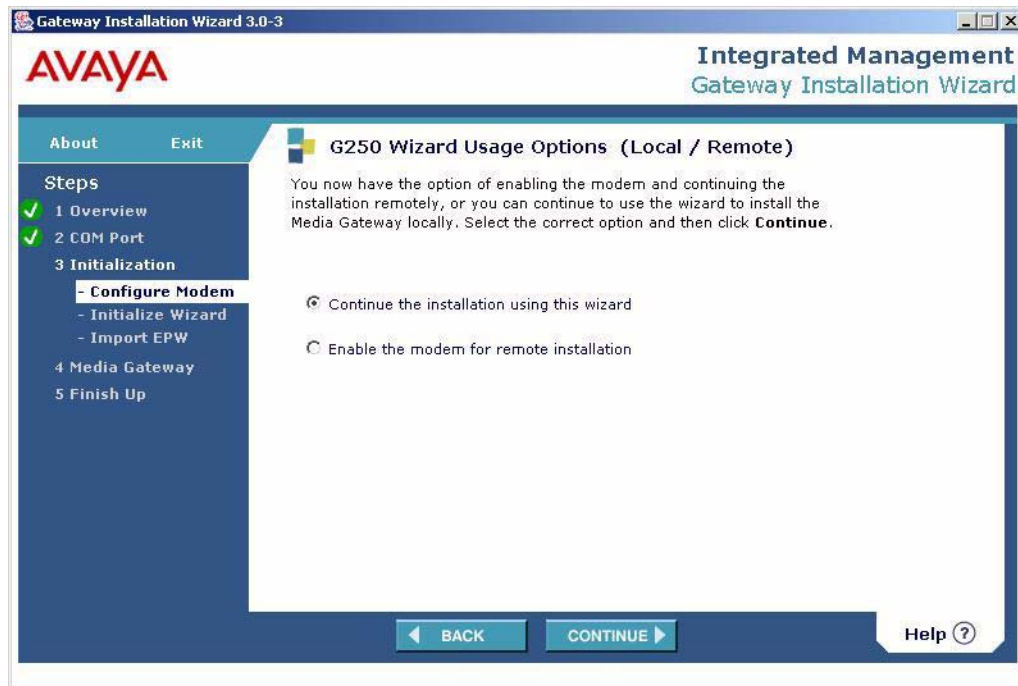 Gateway Installation Wizard 3.0-3
AVAYA
Integrated Management
Gateway Installation Wizard
About Exit
Steps
1 Overview
2 COM Port
3 Initialization
- Configure Modem
- Initialize Wizard
- Import EPW
4 Media Gateway
5 Finish Up
G250 Wizard Usage Options (Local / Remote)
You now have the option of enabling the modem and continuing the
installation remotely, or you can continue to use the wizard to install the
Media Gateway locally. Select the correct option and then click Continue.
Continue the installation using this wizard
Enable the modem for remote installation
BACK
CONTINUE
Help ?